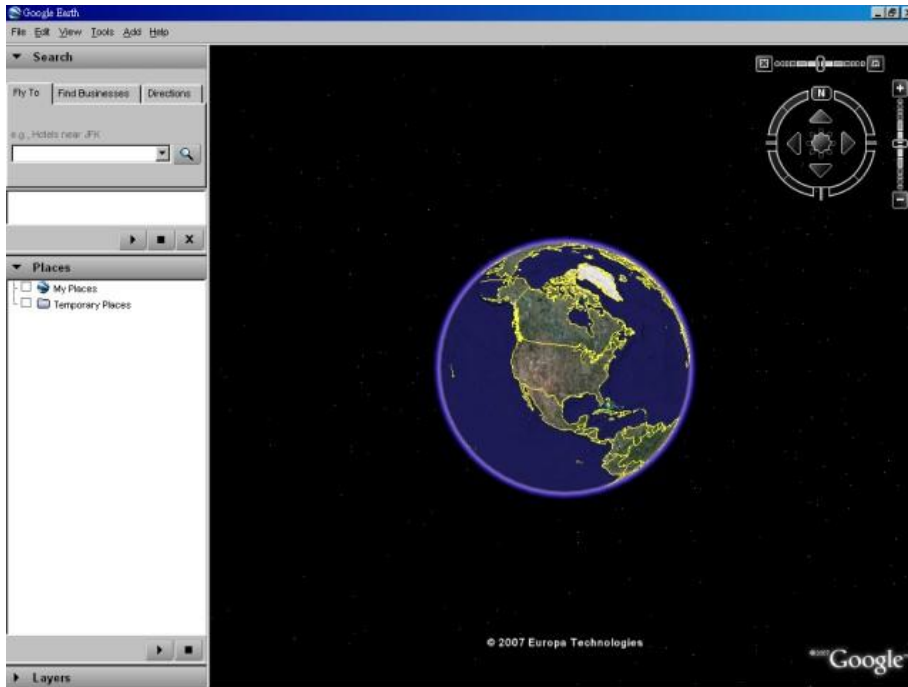 Google Earth
File Edit View Tools Add Help
Search
Fly To Find Businesses Directions
e.g., Hotels near JFK
Places
My Places
Temporary Places
Layers
N
© 2007 Europa Technologies
©2007 Google